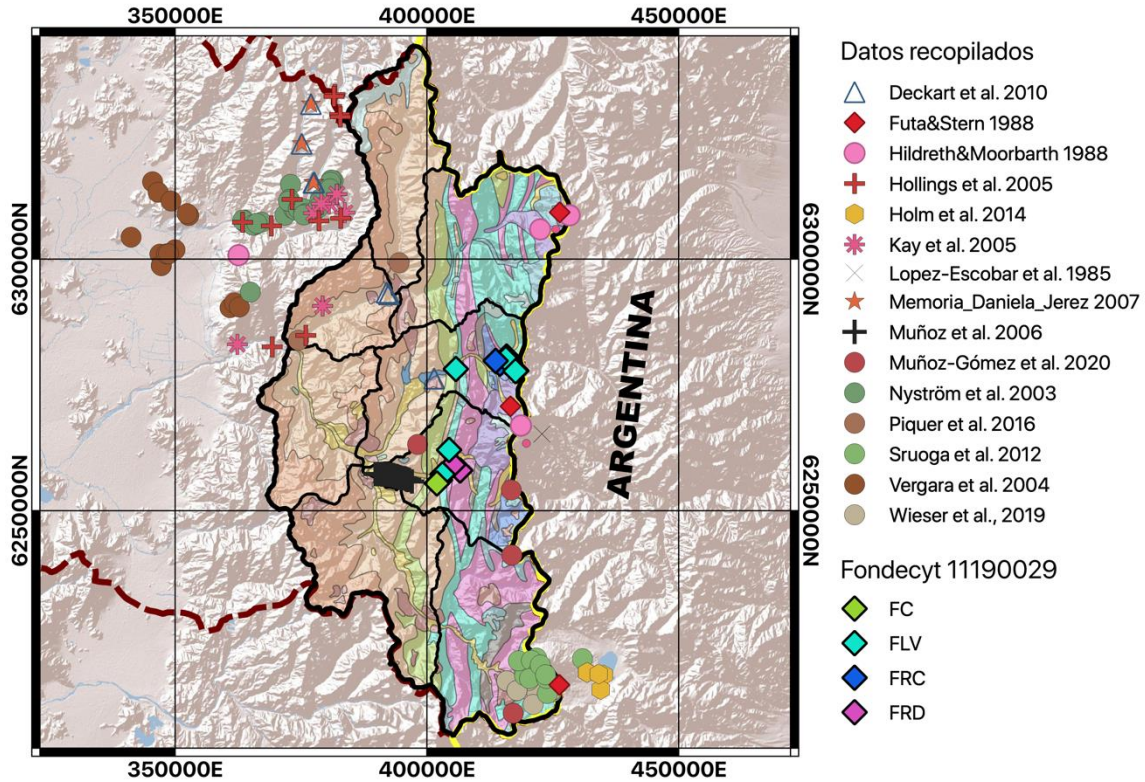 350000E 400000E 450000E
6300000N
6250000N
6300000N
6250000N
ARGENTINA
350000E 400000E 450000E
Datos recopilados
Deckart et al. 2010
Futa&Stern 1988
Hildreth&Moorbarth 1988
Hollings et al. 2005
Holm et al. 2014
Kay et al. 2005
Lopez-Escobar et al. 1985
Memoria_Daniela_Jerez 2007
Muñoz et al. 2006
Muñoz-Gómez et al. 2020
Nyström et al. 2003
Piquer et al. 2016
Sruoga et al. 2012
Vergara et al. 2004
Wieser et al., 2019
Fondecyt 11190029
FC
FLV
FRC
FRD